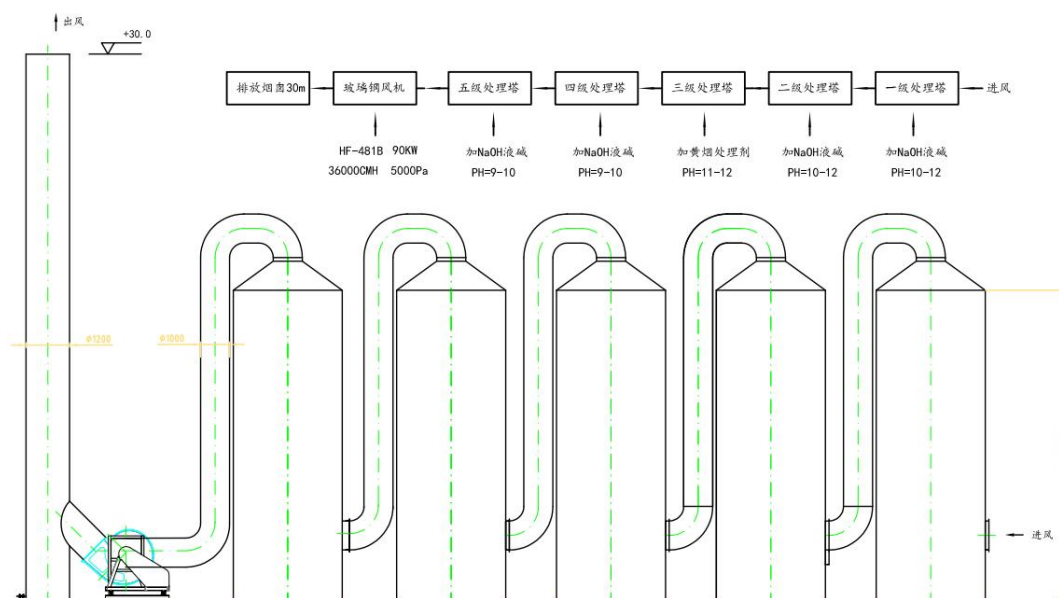 出风
+30.0
排放烟囱30m
玻璃钢风机
五级处理塔
四级处理塔
三级处理塔
二级处理塔
一级处理塔
进风
HF-481B 90KW
36000CMH 5000Pa
加NaOH液碱
PH=9-10
加NaOH液碱
PH=9-10
加黄烟处理剂
PH=11-12
加NaOH液碱
PH=10-12
加NaOH液碱
PH=10-12
Φ1200
Φ1000
进风